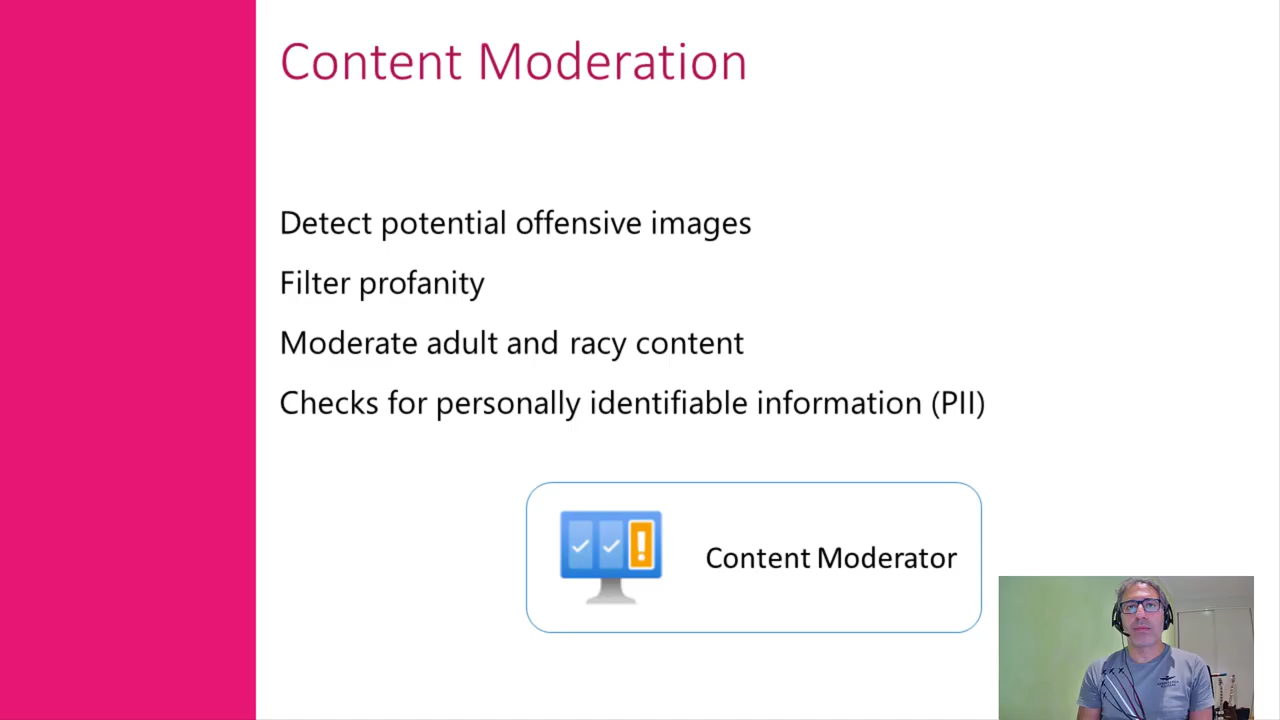 Content Moderation
Detect potential offensive images
Filter profanity
Moderate adult and racy content
Checks for personally identifiable information (PII)
Content Moderator